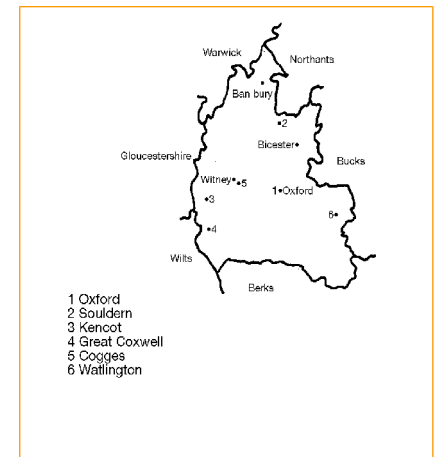 Warwick
Northants
Ban bury
2
Bicester
Gloucestershire
Bucks
Witney
5
1 Oxford
3
6
4
Wilts
Berks
1 Oxford
2 Souldern
3 Kencot
4 Great Coxwell
5 Cogges
6 Watlington